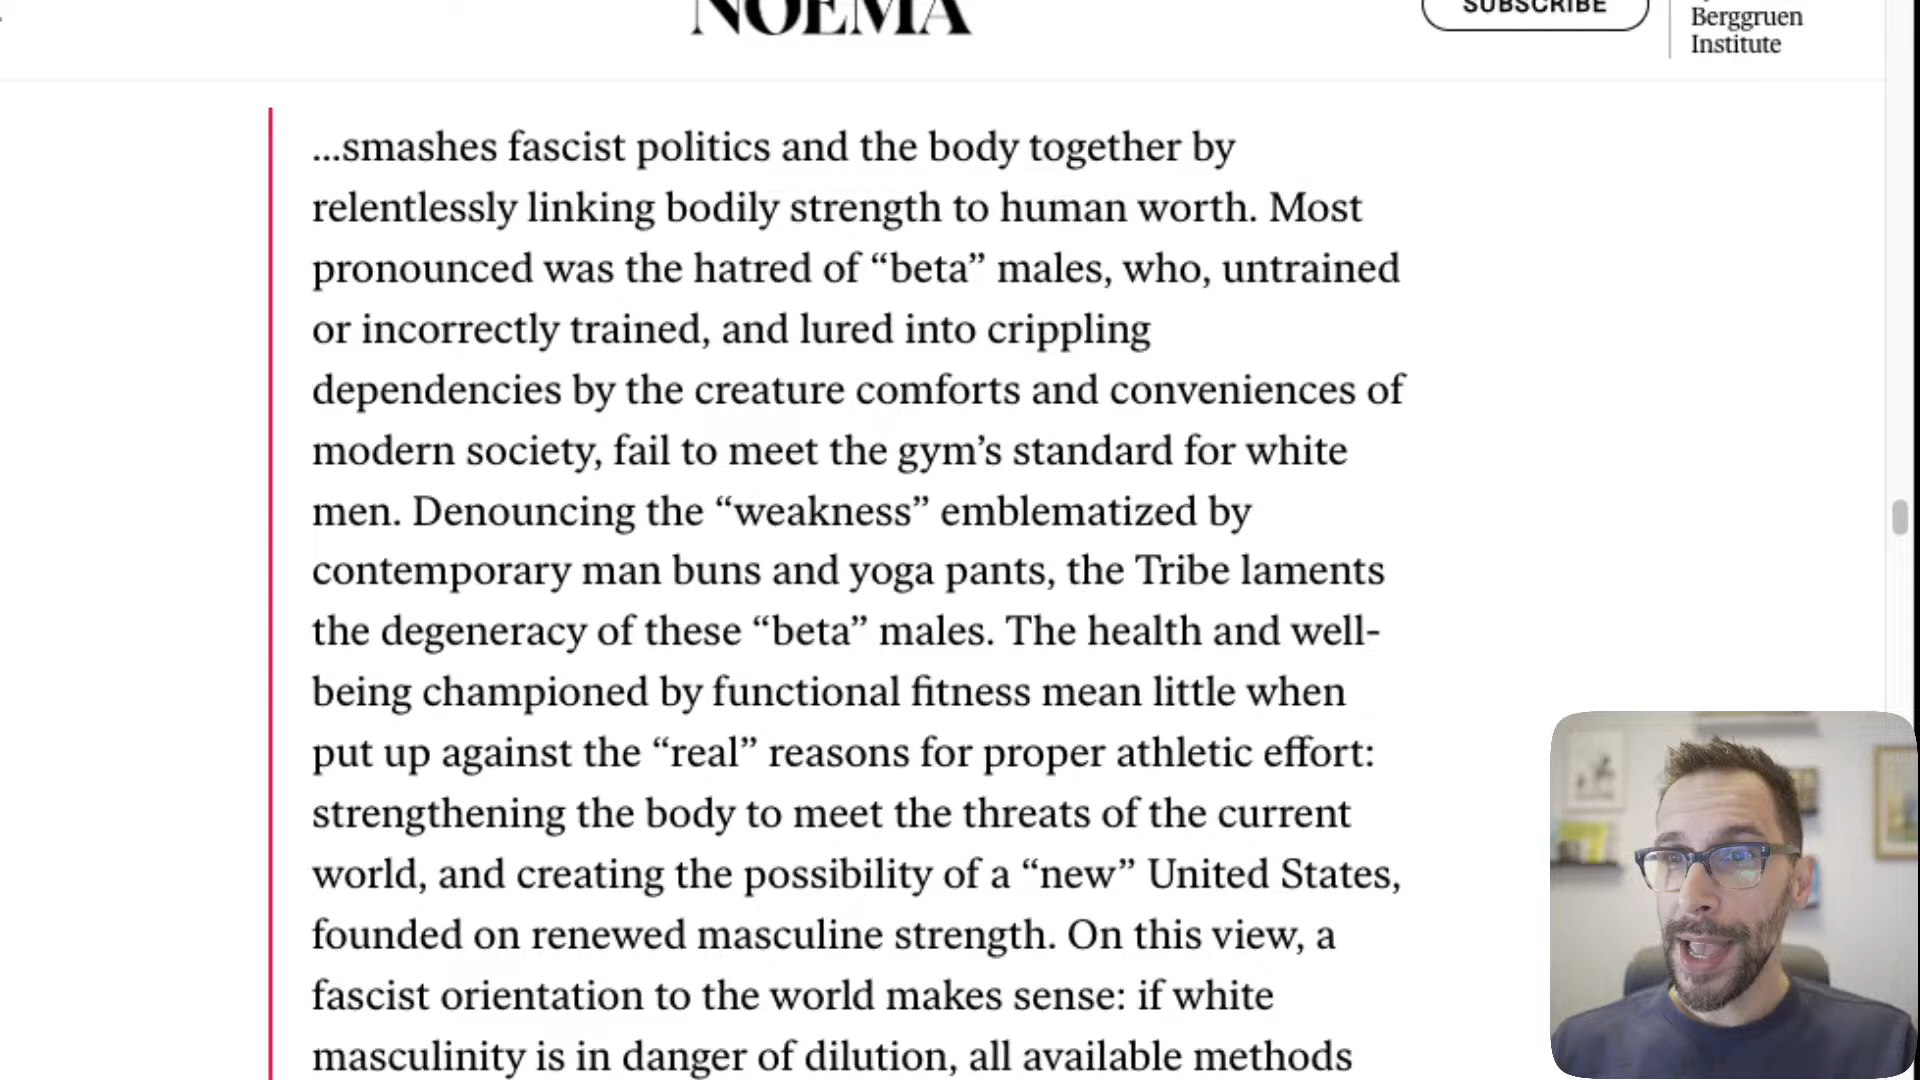 NOEMA
SUBSCRIBE
Berggruen
Institute
...smashes fascist politics and the body together by
relentlessly linking bodily strength to human worth. Most
pronounced was the hatred of “beta” males, who, untrained
or incorrectly trained, and lured into crippling
dependencies by the creature comforts and conveniences of
modern society, fail to meet the gym’s standard for white
men. Denouncing the “weakness” emblematized by
contemporary man buns and yoga pants, the Tribe laments
the degeneracy of these “beta” males. The health and well-
being championed by functional fitness mean little when
put up against the “real” reasons for proper athletic effort:
strengthening the body to meet the threats of the current
world, and creating the possibility of a “new” United States,
founded on renewed masculine strength. On this view, a
fascist orientation to the world makes sense: if white
masculinity is in danger of dilution, all available methods